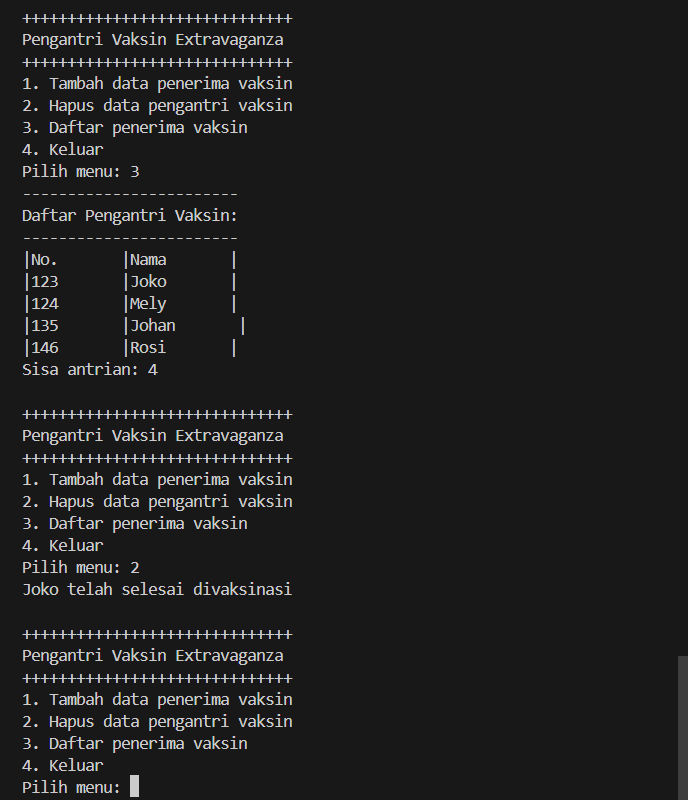 ++++++++++++++++++++++++++++++
Pengantri Vaksin Extravaganza
++++++++++++++++++++++++++++++
1. Tambah data penerima vaksin
2. Hapus data pengantri vaksin
3. Daftar penerima vaksin
4. Keluar
Pilih menu: 3
------------------------
Daftar Pengantri Vaksin:
------------------------
|No.       |Nama       |
|123       |Joko       |
|124       |Mely       |
|135       |Johan       |
|146       |Rosi       |
Sisa antrian: 4

++++++++++++++++++++++++++++++
Pengantri Vaksin Extravaganza
++++++++++++++++++++++++++++++
1. Tambah data penerima vaksin
2. Hapus data pengantri vaksin
3. Daftar penerima vaksin
4. Keluar
Pilih menu: 2
Joko telah selesai divaksinasi

++++++++++++++++++++++++++++++
Pengantri Vaksin Extravaganza
++++++++++++++++++++++++++++++
1. Tambah data penerima vaksin
2. Hapus data pengantri vaksin
3. Daftar penerima vaksin
4. Keluar
Pilih menu: